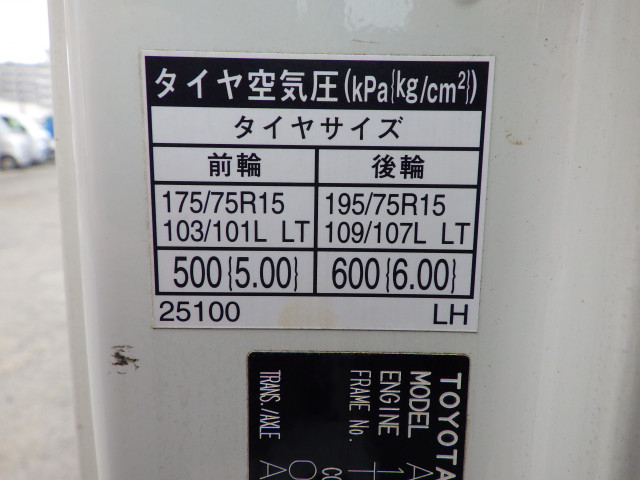 タイヤ空気圧(kPa{kg/cm²})
タイヤサイズ
前輪 後輪
175/75R15 195/75R15
103/101L LT 109/107L LT
500{5.00} 600{6.00}
25100 LH
TOYOTA
MODEL A
ENGINE 1
FRAME No.
TRANS./AXLE A